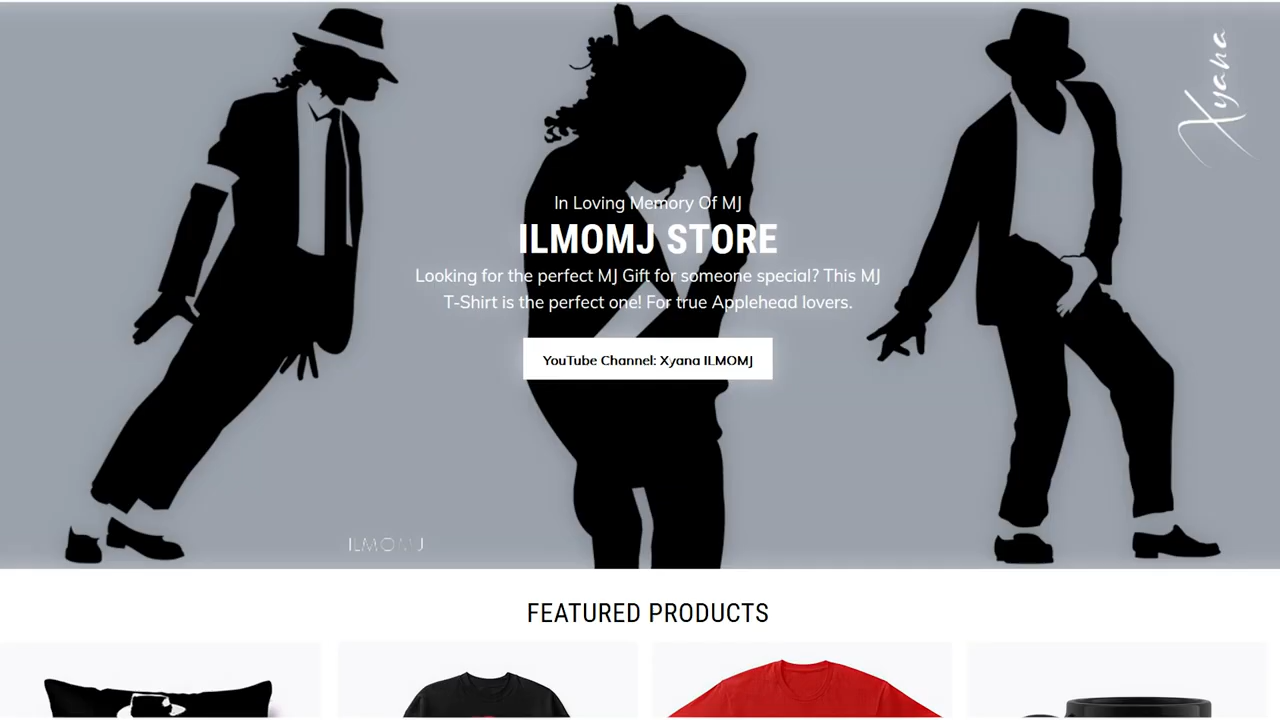 Xyana
In Loving Memory Of MJ
ILMOMJ STORE
Looking for the perfect MJ Gift for someone special? This MJ
T-Shirt is the perfect one! For true Applehead lovers.
YouTube Channel: Xyana ILMOMJ
ILMOMJ
FEATURED PRODUCTS